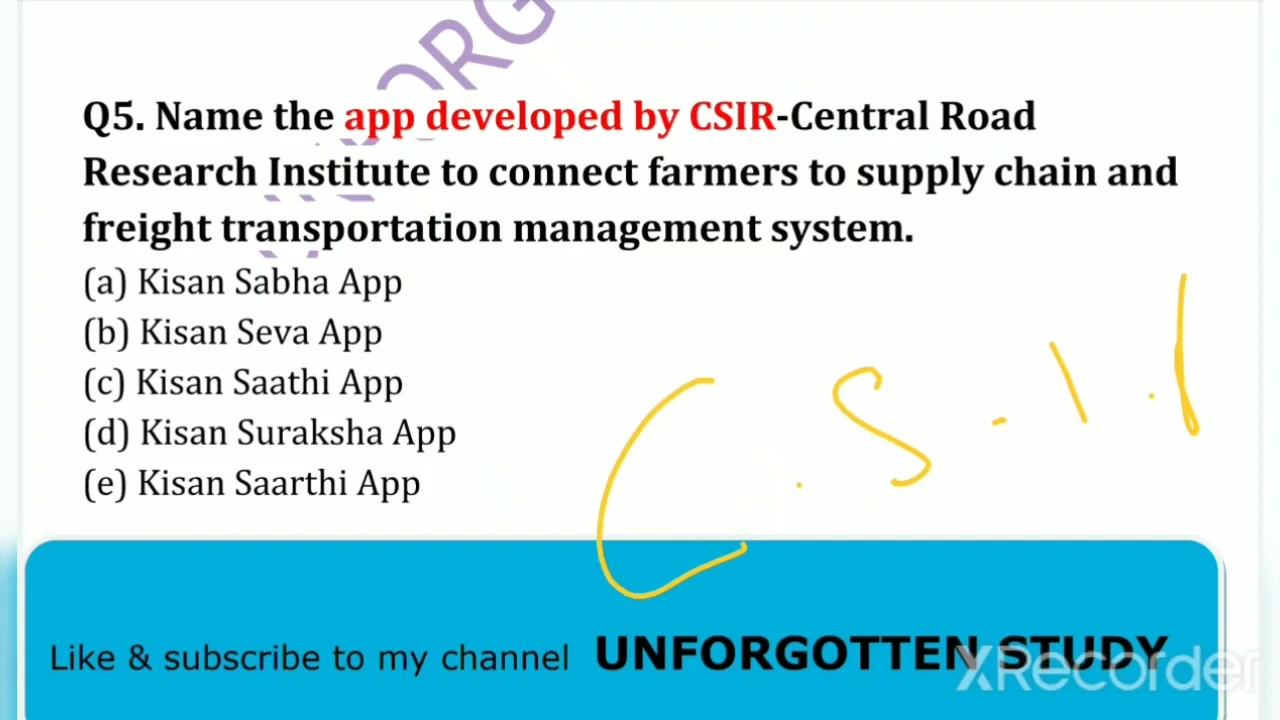 ORG
Q5. Name the app developed by CSIR-Central Road
Research Institute to connect farmers to supply chain and
freight transportation management system.
(a) Kisan Sabha App
(b) Kisan Seva App
(c) Kisan Saathi App
(d) Kisan Suraksha App
(e) Kisan Saarthi App
C.S.I.
Like & subscribe to my channel UNFORGOTTEN STUDY
XRecorder